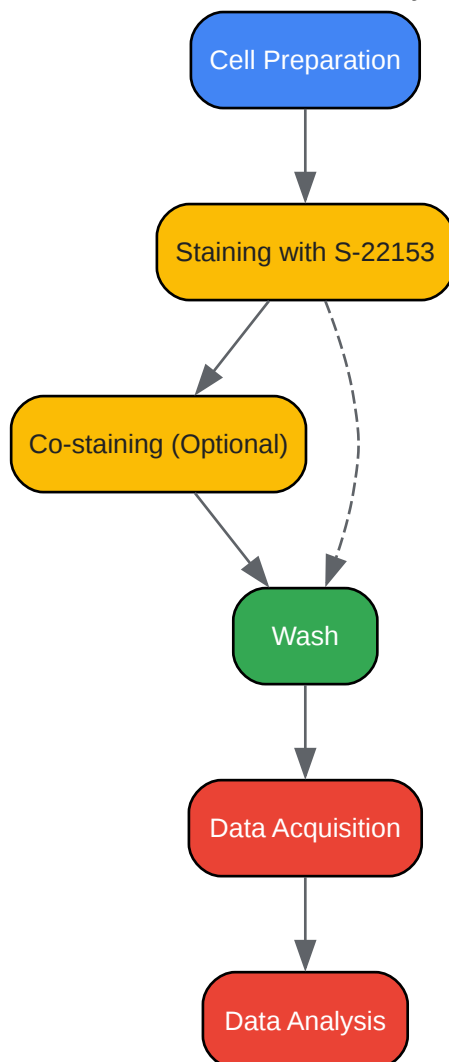 Cell Preparation
Staining with S-22153
Co-staining (Optional)
Wash
Data Acquisition
Data Analysis